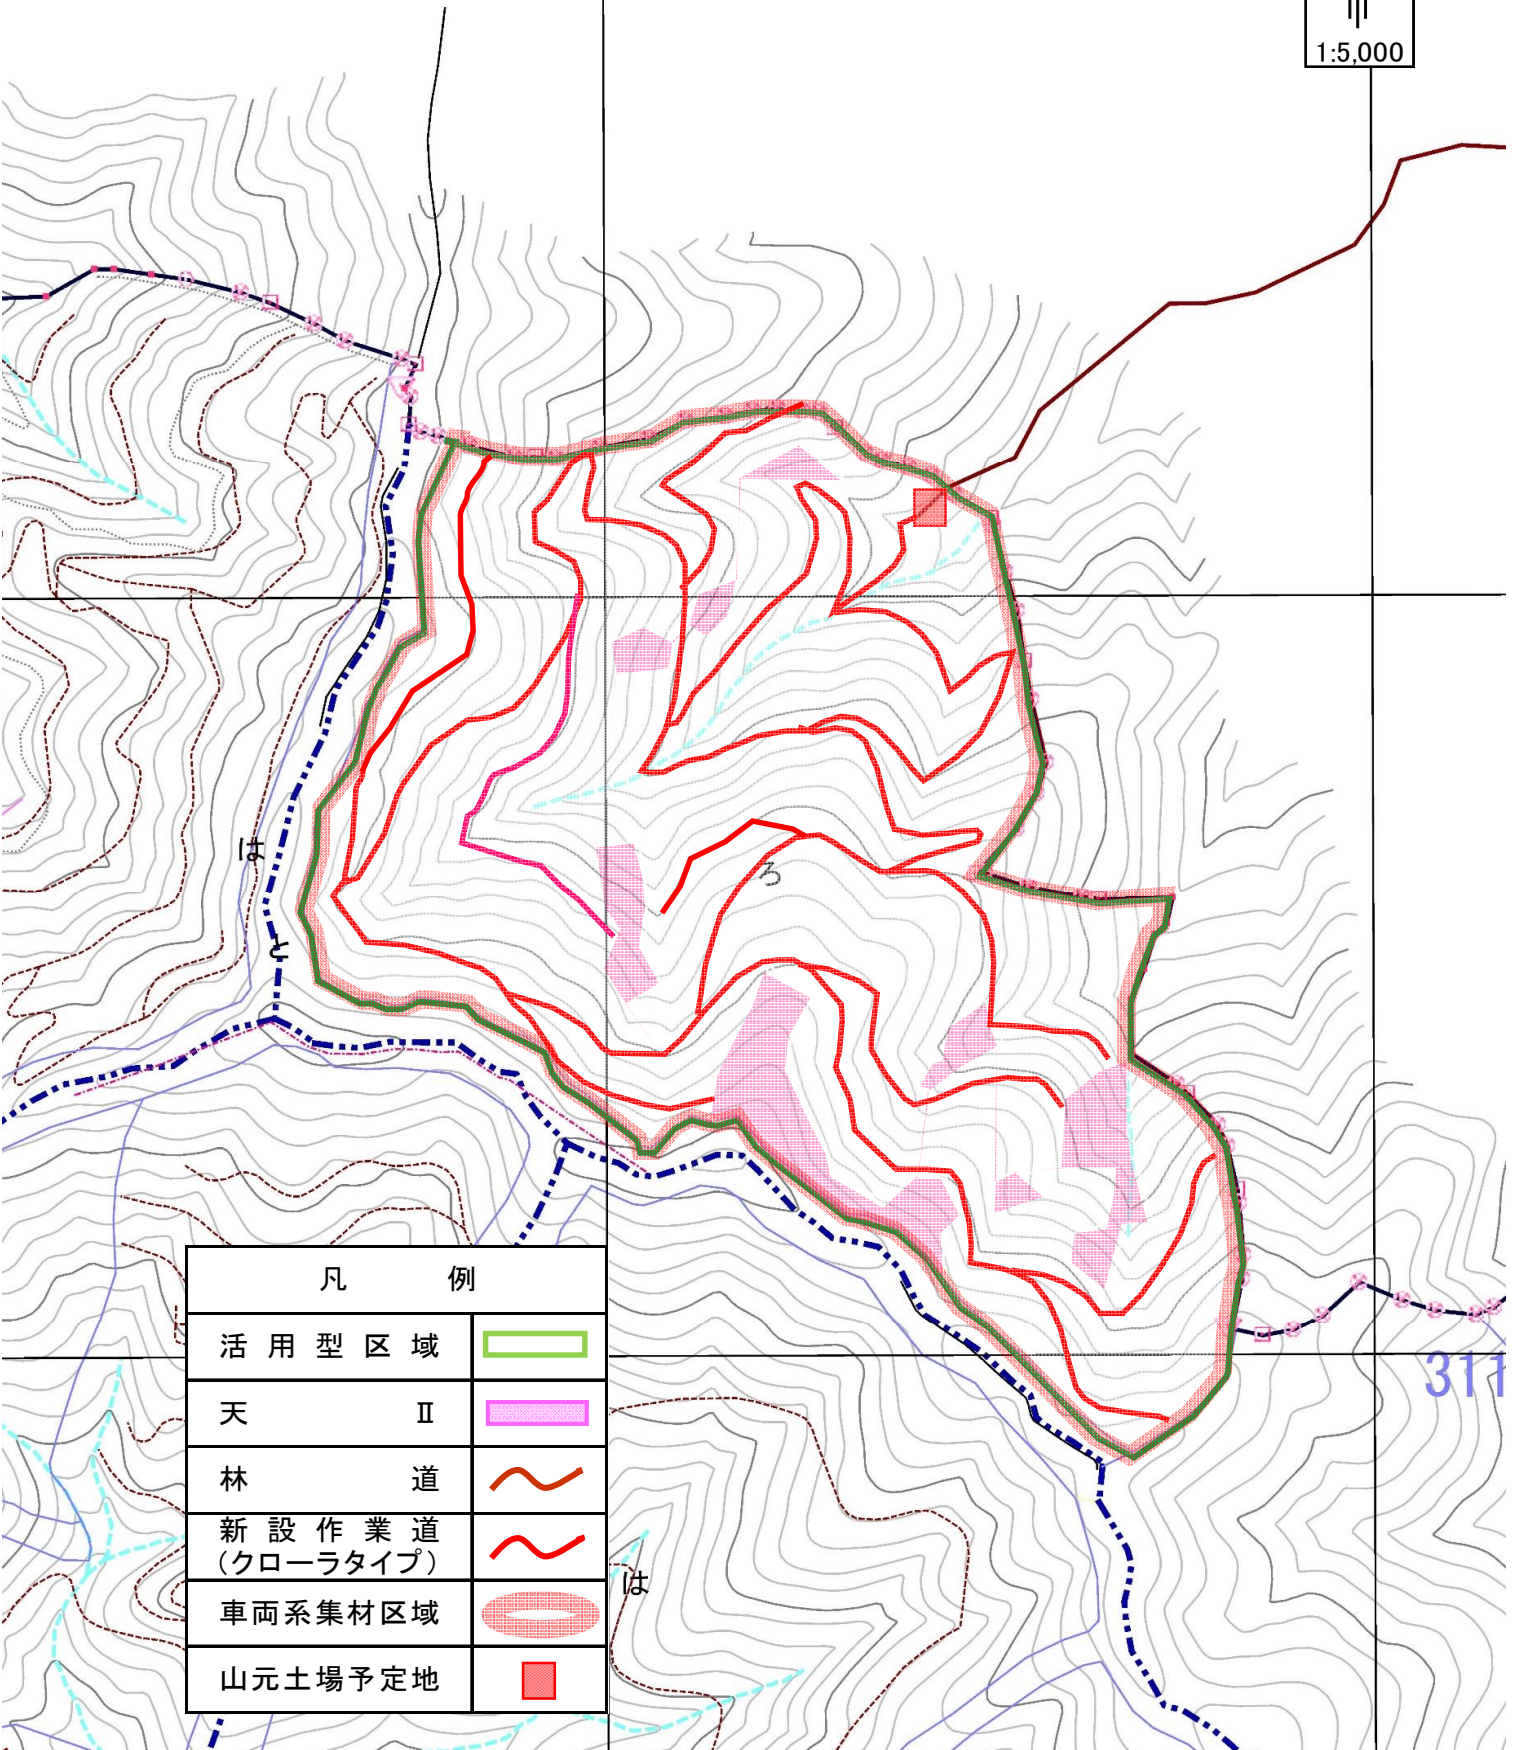 1:5,000
は
ろ
と
311
は
凡 例
活用型区域
天 Ⅱ
林 道
新設作業道
(クローラタイプ)
車両系集材区域
山元土場予定地